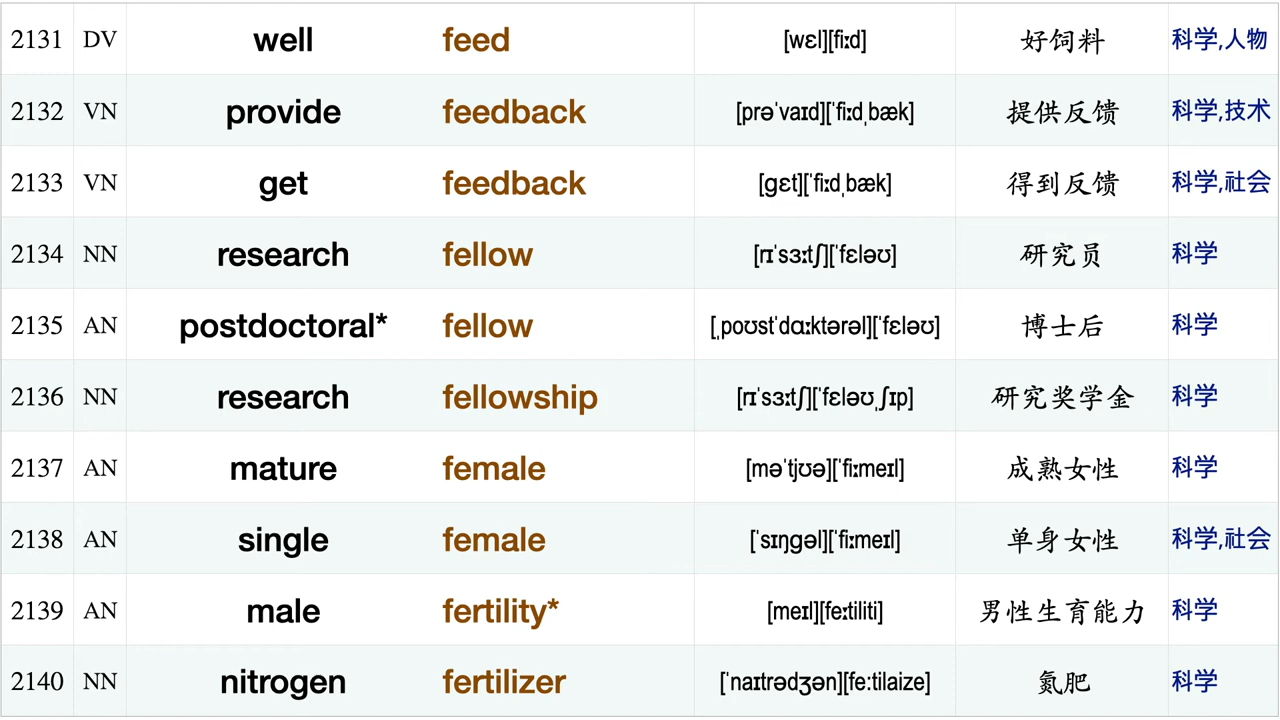 2131 DV well feed [wɛl][fiːd] 好饲料 科学,人物
2132 VN provide feedback [prəˈvaɪd][ˈfiːdˌbæk] 提供反馈 科学,技术
2133 VN get feedback [ɡɛt][ˈfiːdˌbæk] 得到反馈 科学,社会
2134 NN research fellow [rɪˈsɜːtʃ][ˈfɛləʊ] 研究员 科学
2135 AN postdoctoral* fellow [ˌpoʊstˈdɑːktərəl][ˈfɛləʊ] 博士后 科学
2136 NN research fellowship [rɪˈsɜːtʃ][ˈfɛləʊˌʃɪp] 研究奖学金 科学
2137 AN mature female [məˈtjʊə][ˈfiːmeɪl] 成熟女性 科学
2138 AN single female [ˈsɪŋɡəl][ˈfiːmeɪl] 单身女性 科学,社会
2139 AN male fertility* [meɪl][feːtiliti] 男性生育能力 科学
2140 NN nitrogen fertilizer [ˈnaɪtrədʒən][fe:tilaize] 氮肥 科学